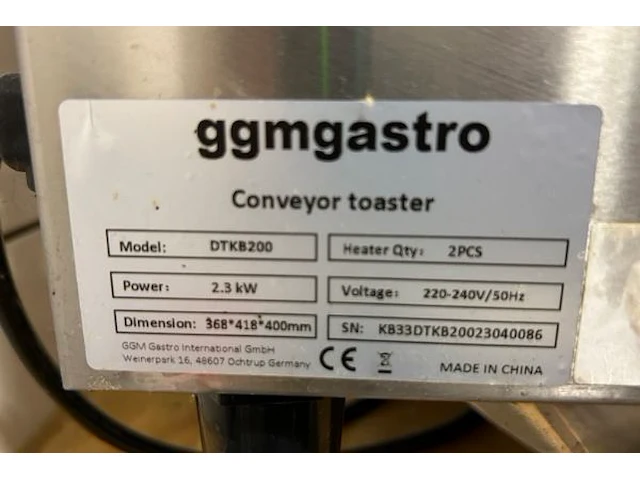 ggmgastro
Conveyor toaster
Model: DTKB200
Heater Qty: 2PCS
Power: 2.3 kW
Voltage: 220-240V/50Hz
Dimension: 368*418*400mm
SN: KB33DTKB20023040086
GGM Gastro International GmbH
Weinerpark 16, 48607 Ochtrup Germany
CE
MADE IN CHINA